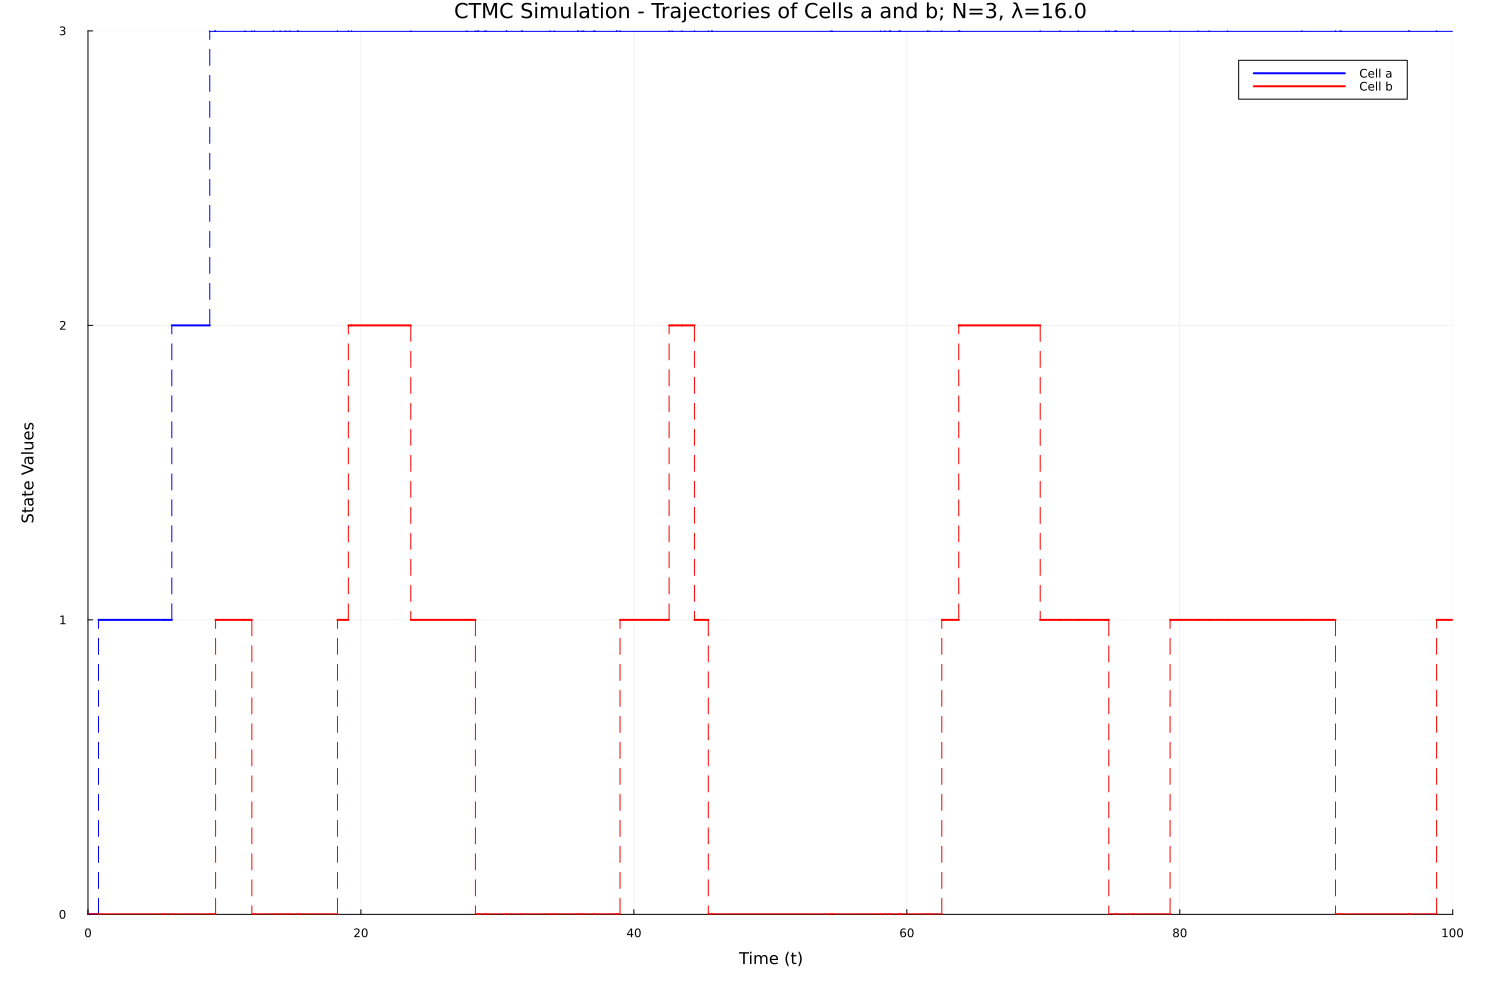 CTMC Simulation - Trajectories of Cells a and b; N=3, λ=16.0
3
Cell a
Cell b
2
State Values
1
0
0 20 40 60 80 100
Time (t)